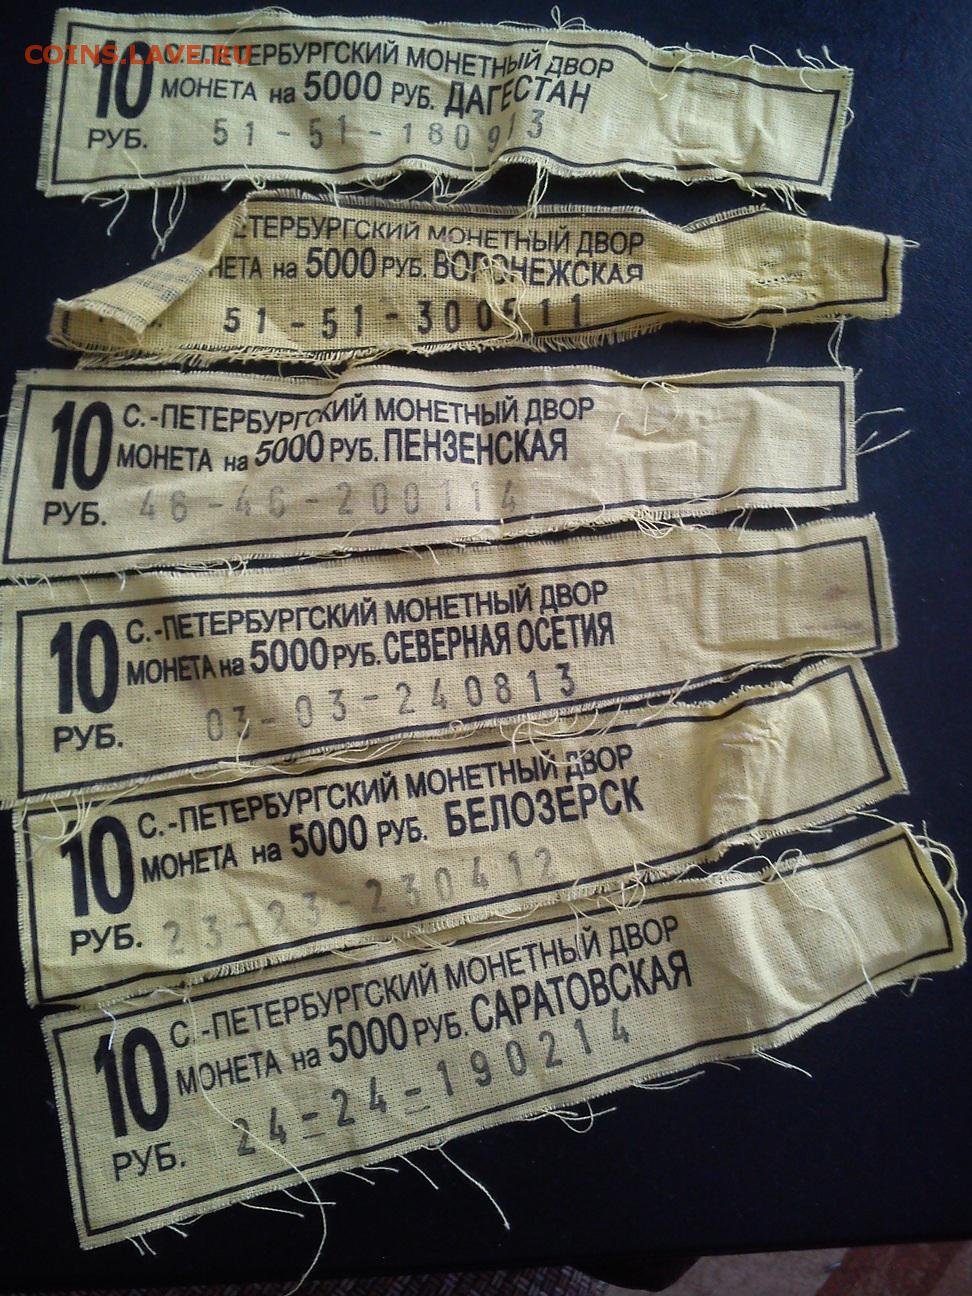 COINS.LAVE.RU
С.-ПЕТЕРБУРГСКИЙ МОНЕТНЫЙ ДВОР
10 МОНЕТА на 5000 РУБ. ДАГЕСТАН
РУБ. 51-51-180913
ЕТЕРБУРГСКИЙ МОНЕТНЫЙ ДВОР
НЕТА на 5000 РУБ. ВОРОНЕЖСКАЯ
51-51-300511
С.-ПЕТЕРБУРГСКИЙ МОНЕТНЫЙ ДВОР
10 МОНЕТА на 5000 РУБ. ПЕНЗЕНСКАЯ
РУБ. 46-46-200114
С.-ПЕТЕРБУРГСКИЙ МОНЕТНЫЙ ДВОР
10 МОНЕТА на 5000 РУБ. СЕВЕРНАЯ ОСЕТИЯ
РУБ. 03-03-240813
С.-ПЕТЕРБУРГСКИЙ МОНЕТНЫЙ ДВОР
10 МОНЕТА на 5000 РУБ. БЕЛОЗЕРСК
РУБ. 23-23-230412
С.-ПЕТЕРБУРГСКИЙ МОНЕТНЫЙ ДВОР
10 МОНЕТА на 5000 РУБ. САРАТОВСКАЯ
РУБ. 24-24-190214